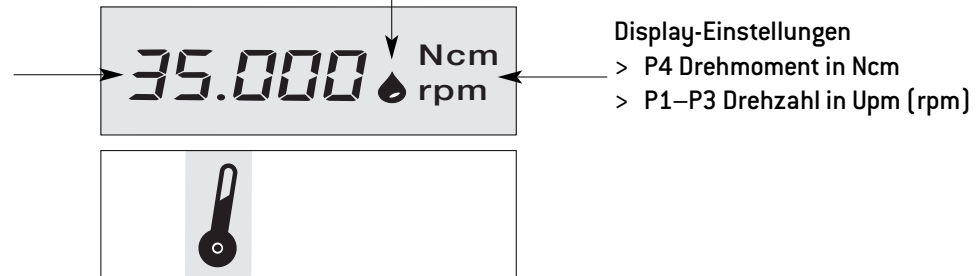 35.000 Ncm
rpm
Display-Einstellungen
> P4 Drehmoment in Ncm
> P1–P3 Drehzahl in Upm (rpm)